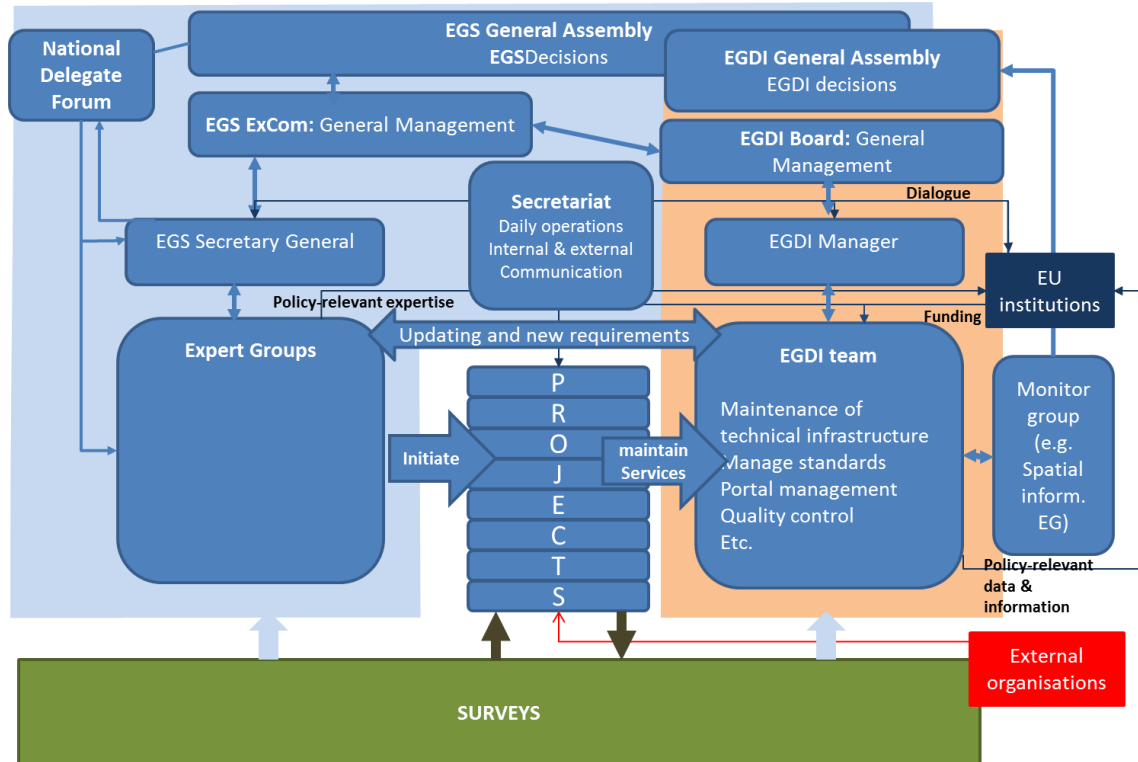 EGS General Assembly
EGSDecisions
National
Delegate
Forum
EGDI General Assembly
EGDI decisions
EGS ExCom: General Management
EGDI Board: General
Management
Secretariat
Daily operations
Internal & external
Communication
Dialogue
EGS Secretary General
EGDI Manager
EU
institutions
Policy-relevant expertise
Funding
Updating and new requirements
Expert Groups
EGDI team
Maintenance of
technical infrastructure
Manage standards
Portal management
Quality control
Etc.
Monitor
group
(e.g.
Spatial
inform.
EG)
P
R
O
J
E
C
T
S
Initiate
maintain
Services
Policy-relevant
data &
information
External
organisations
SURVEYS